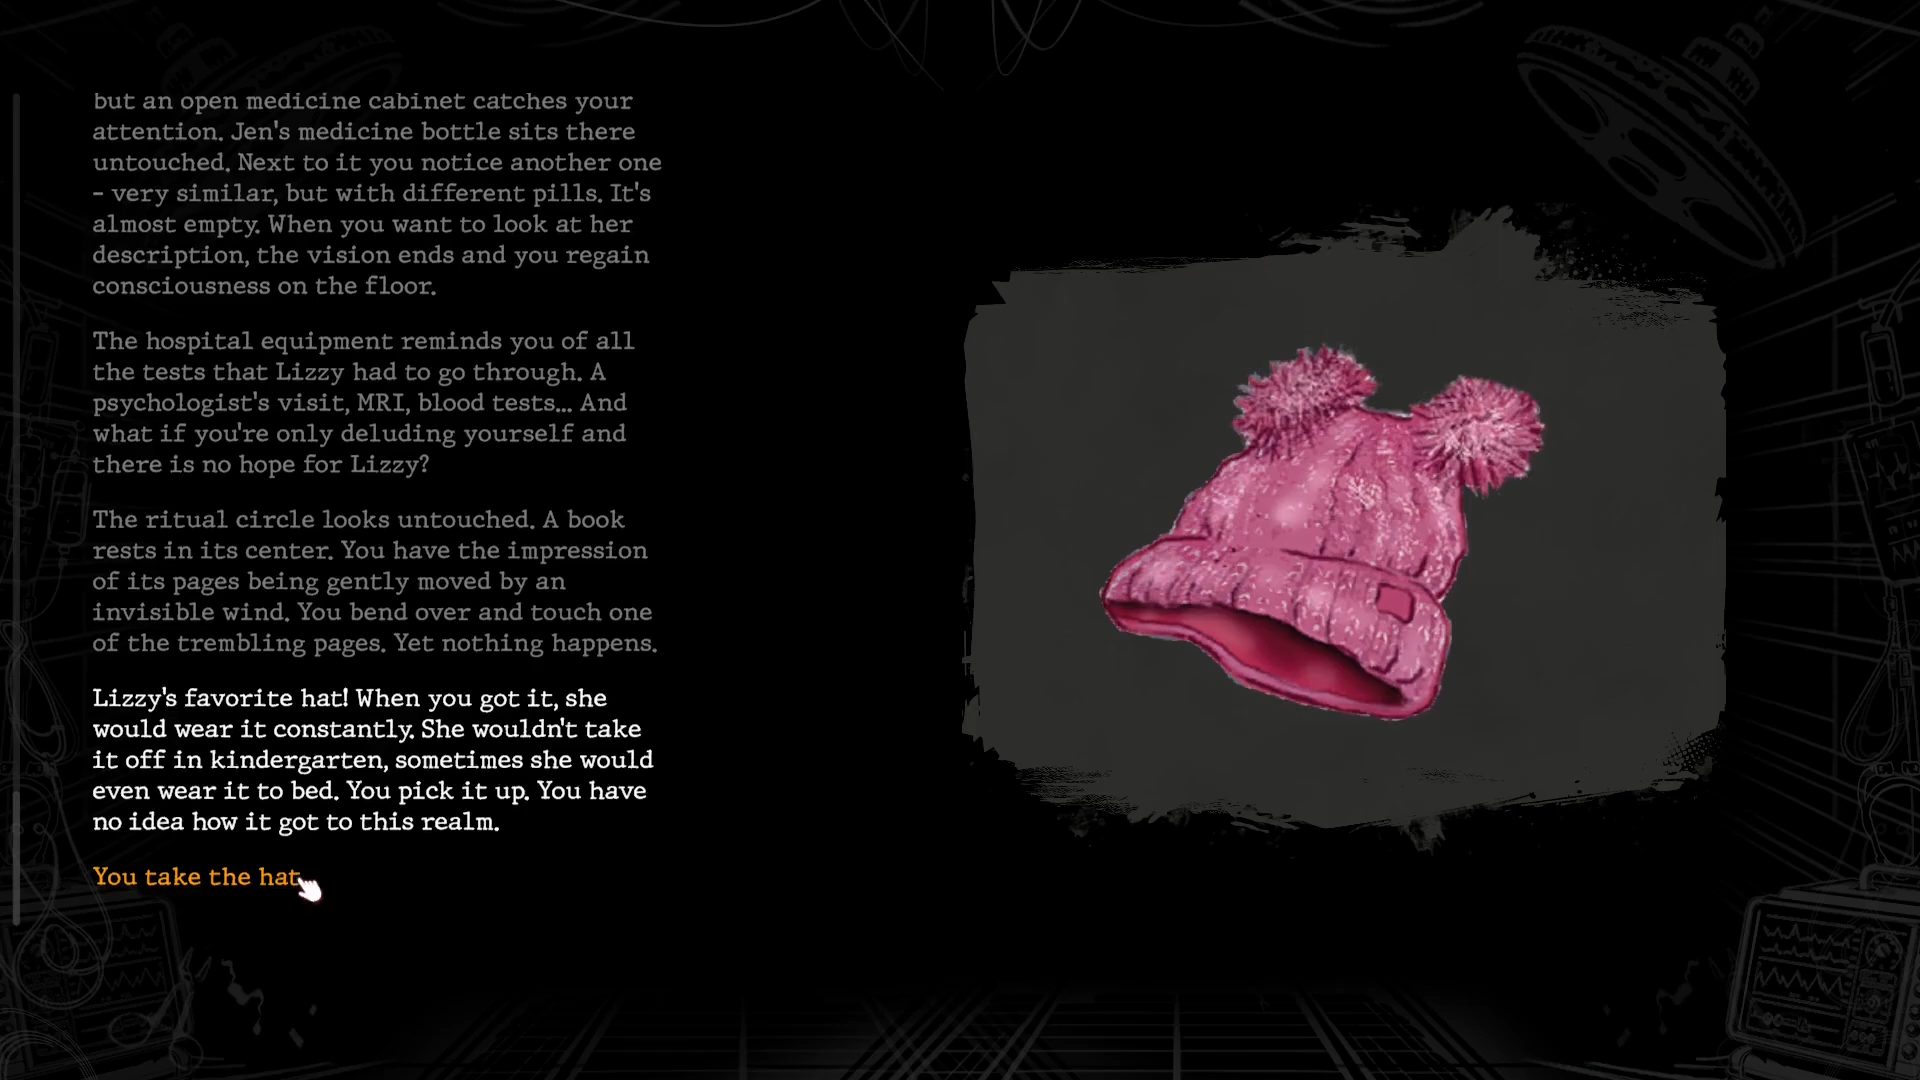 but an open medicine cabinet catches your
attention. Jen's medicine bottle sits there
untouched. Next to it you notice another one
- very similar, but with different pills. It's
almost empty. When you want to look at her
description, the vision ends and you regain
consciousness on the floor.
The hospital equipment reminds you of all
the tests that Lizzy had to go through. A
psychologist's visit, MRI, blood tests... And
what if you're only deluding yourself and
there is no hope for Lizzy?
The ritual circle looks untouched. A book
rests in its center. You have the impression
of its pages being gently moved by an
invisible wind. You bend over and touch one
of the trembling pages. Yet nothing happens.
Lizzy's favorite hat! When you got it, she
would wear it constantly. She wouldn't take
it off in kindergarten, sometimes she would
even wear it to bed. You pick it up. You have
no idea how it got to this realm.
You take the hat